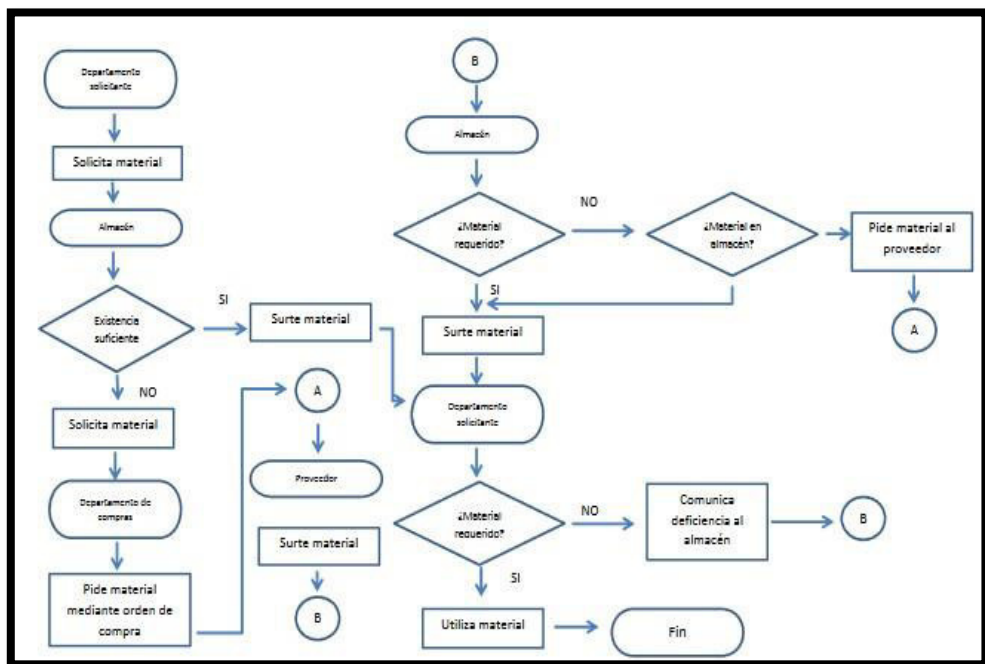 Departamento
solicitante
Solicita material
Almacén
Existencia
suficiente
SI
Surte material
NO
Solicita material
Departamento de
compras
Pide material
mediante orden de
compra
A
Proveedor
Surte material
B
B
Almacén
¿Material
requerido?
NO
¿Material en
almacén?
Pide material al
proveedor
A
SI
Surte material
Departamento
solicitante
¿Material
requerido?
NO
Comunica
deficiencia al
almacén
B
SI
Utiliza material
Fin